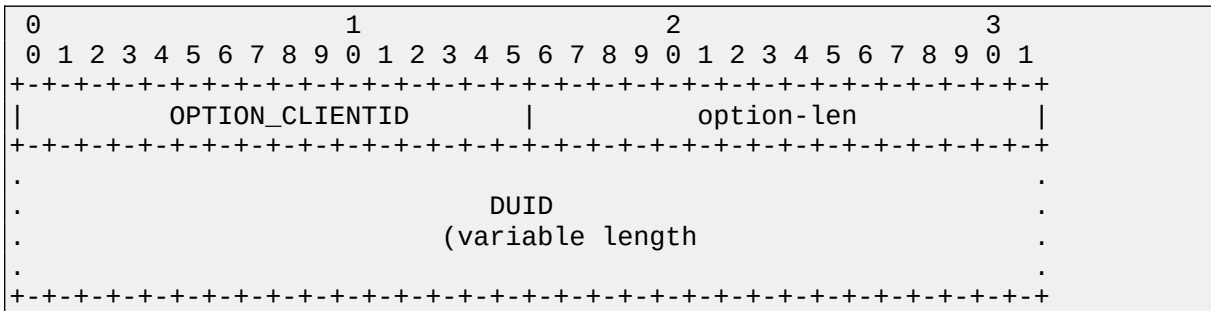 0                   1                   2                   3
 0 1 2 3 4 5 6 7 8 9 0 1 2 3 4 5 6 7 8 9 0 1 2 3 4 5 6 7 8 9 0 1
+-+-+-+-+-+-+-+-+-+-+-+-+-+-+-+-+-+-+-+-+-+-+-+-+-+-+-+-+-+-+-+-+
|         OPTION_CLIENTID       |          option-len           |
+-+-+-+-+-+-+-+-+-+-+-+-+-+-+-+-+-+-+-+-+-+-+-+-+-+-+-+-+-+-+-+-+
.                                                               .
.                             DUID                              .
.                          (variable length                     .
.                                                               .
+-+-+-+-+-+-+-+-+-+-+-+-+-+-+-+-+-+-+-+-+-+-+-+-+-+-+-+-+-+-+-+-+